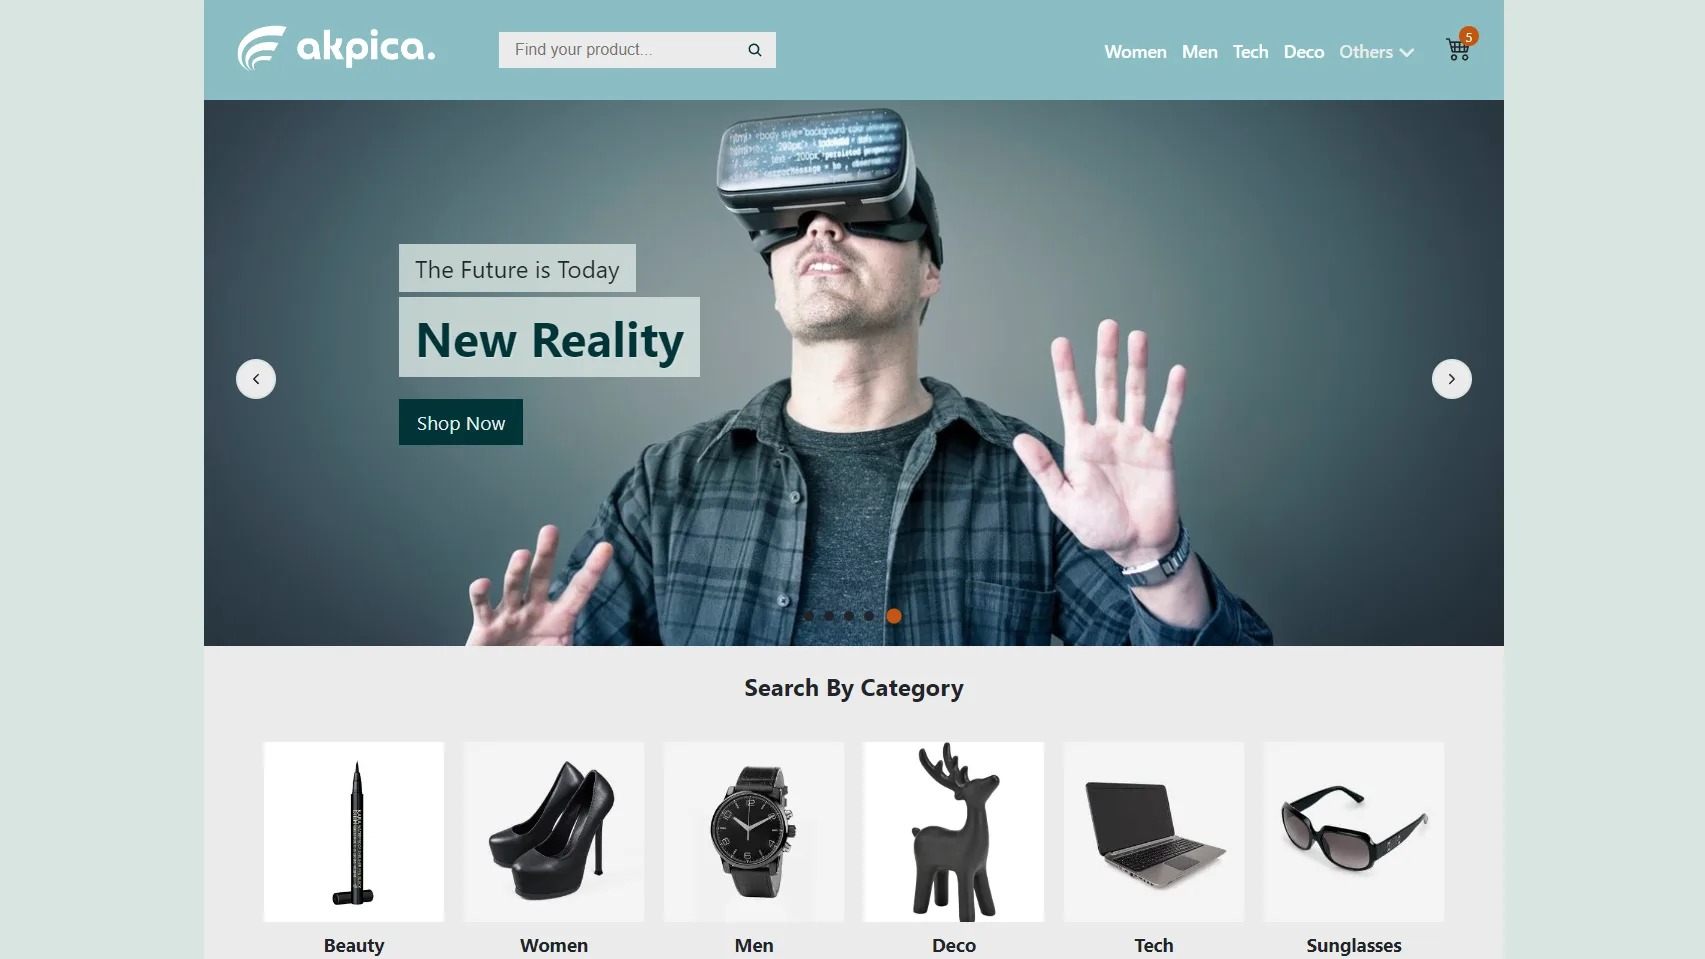 akpica.
Find your product...
Women Men Tech Deco Others
5
The Future is Today
New Reality
Shop Now
Search By Category
Beauty Women Men Deco Tech Sunglasses